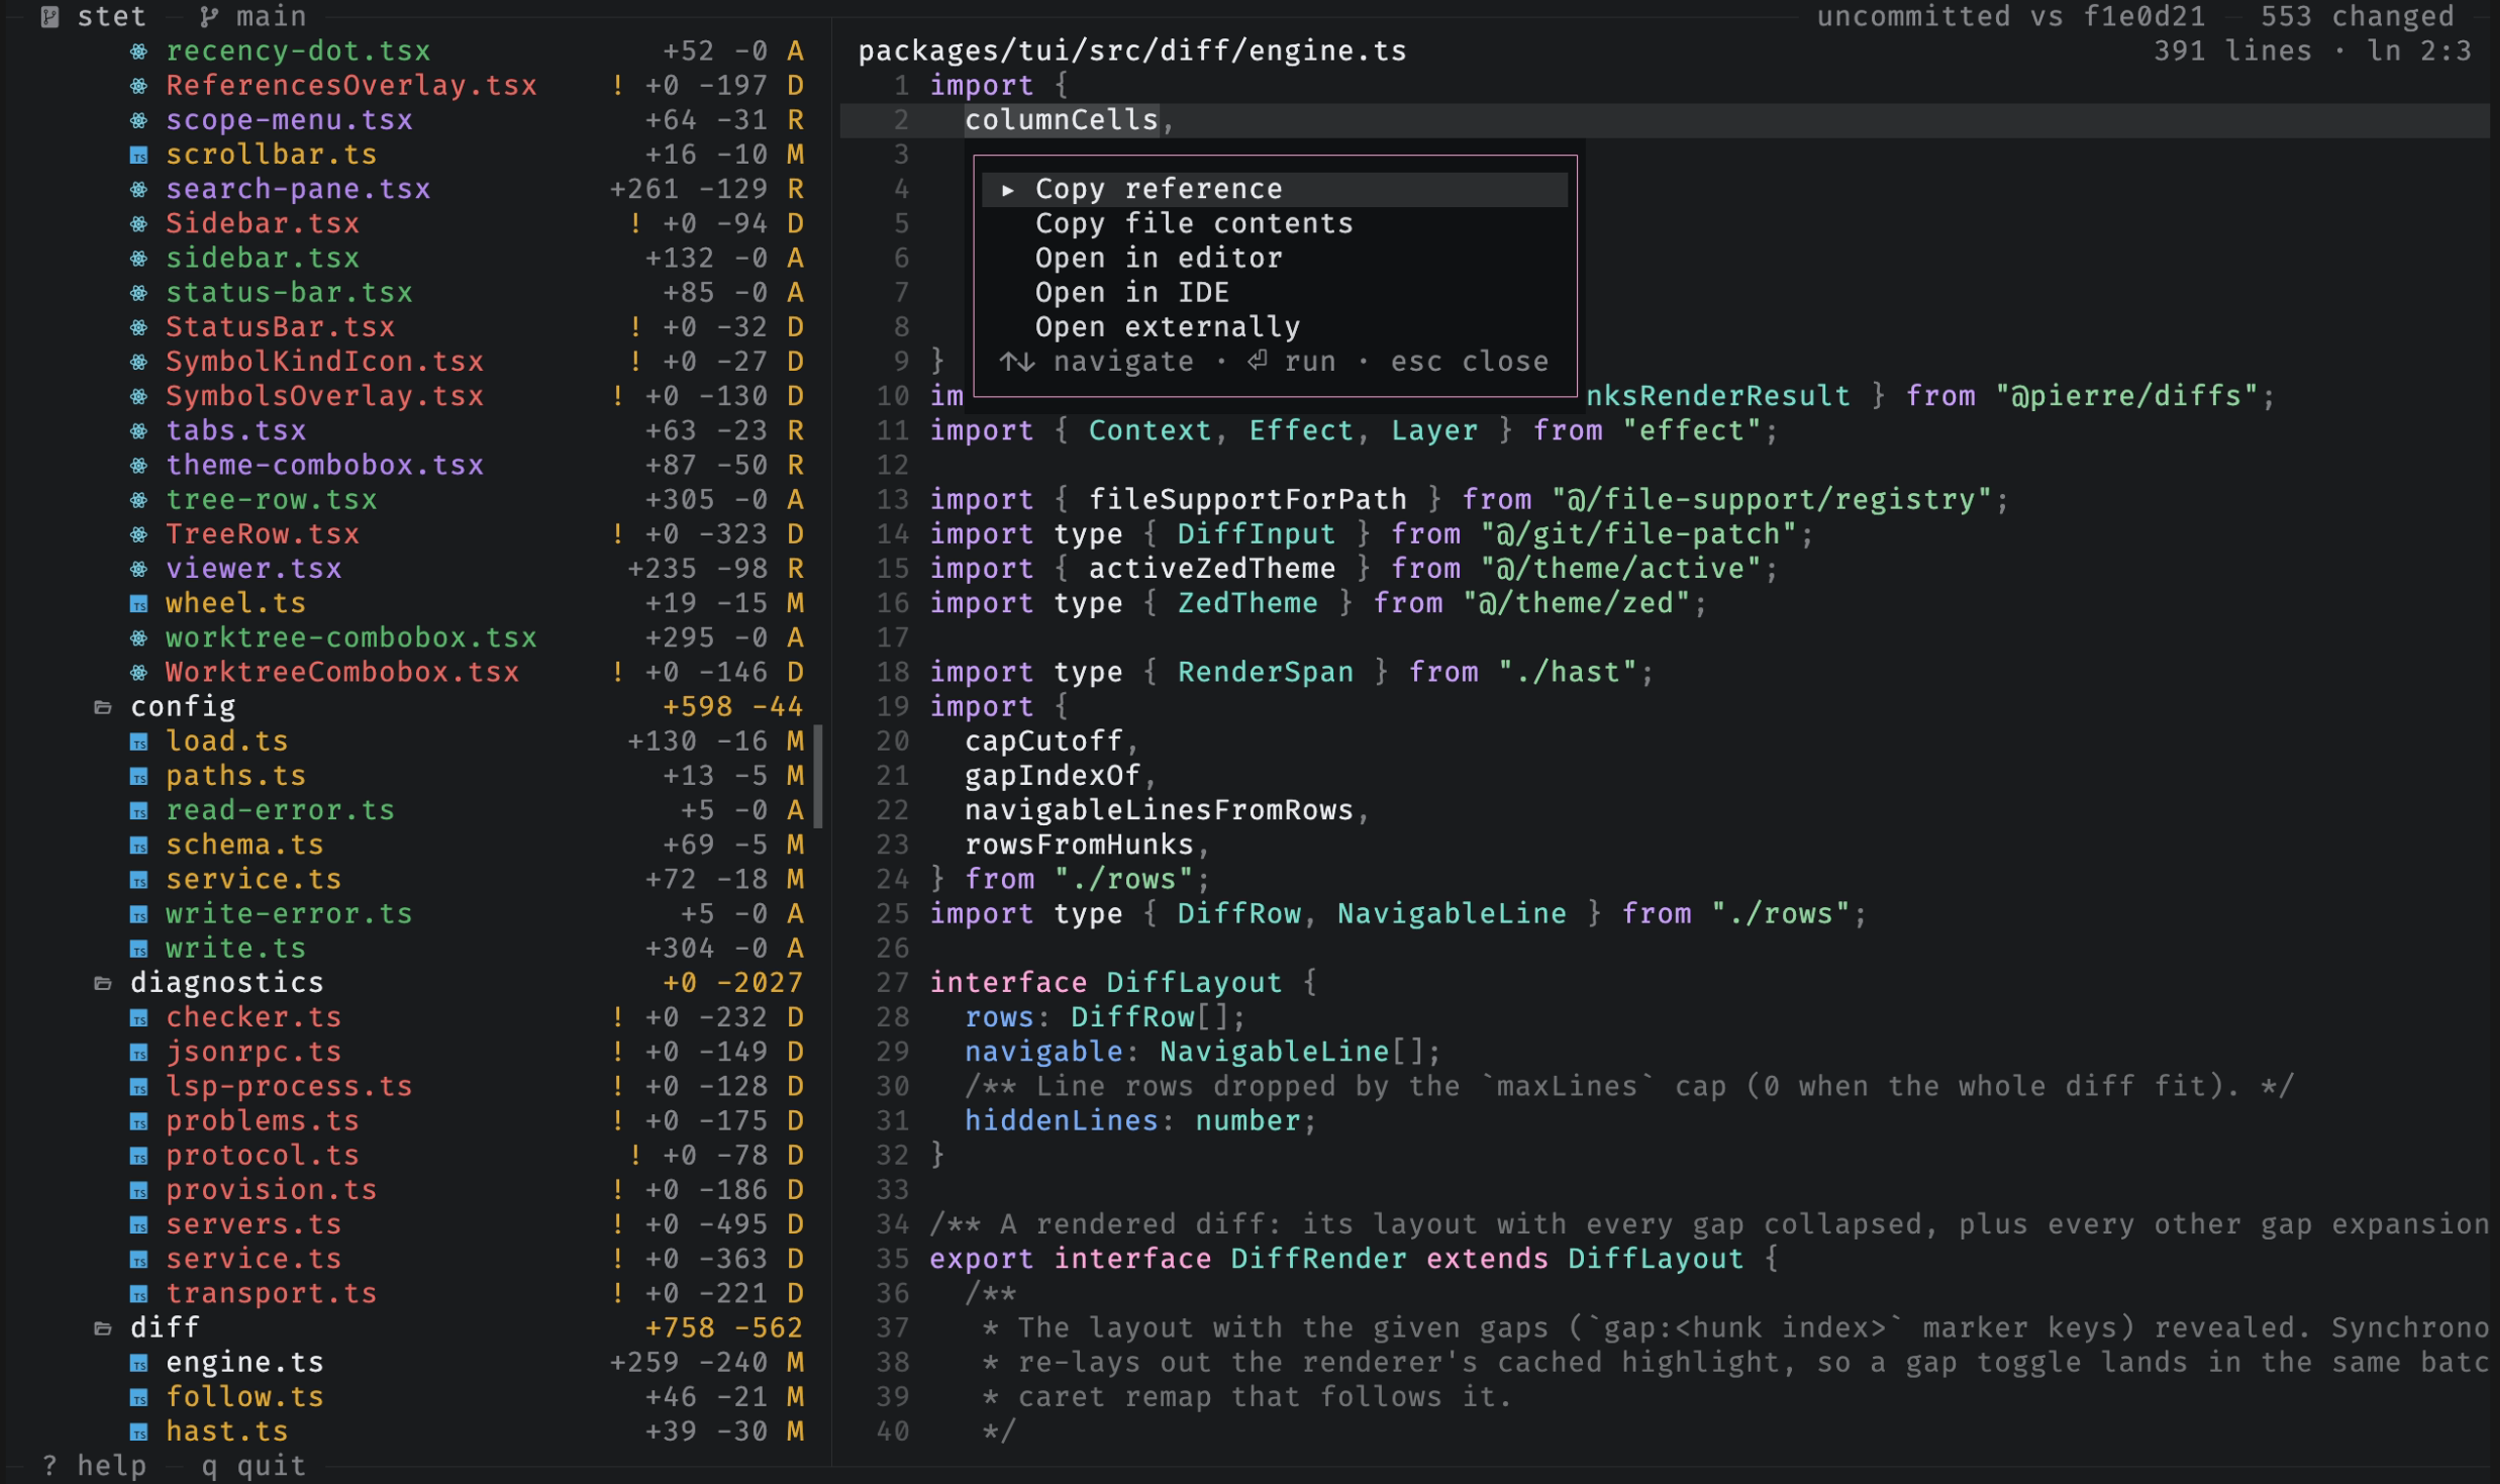 stet main
uncommitted vs f1e0d21 553 changed
recency-dot.tsx +52 -0 A
ReferencesOverlay.tsx ! +0 -197 D
scope-menu.tsx +64 -31 R
scrollbar.ts +16 -10 M
search-pane.tsx +261 -129 R
Sidebar.tsx ! +0 -94 D
sidebar.tsx +132 -0 A
status-bar.tsx +85 -0 A
StatusBar.tsx ! +0 -32 D
SymbolKindIcon.tsx ! +0 -27 D
SymbolsOverlay.tsx ! +0 -130 D
tabs.tsx +63 -23 R
theme-combobox.tsx +87 -50 R
tree-row.tsx +305 -0 A
TreeRow.tsx ! +0 -323 D
viewer.tsx +235 -98 R
wheel.ts +19 -15 M
worktree-combobox.tsx +295 -0 A
WorktreeCombobox.tsx ! +0 -146 D
config +598 -44
load.ts +130 -16 M
paths.ts +13 -5 M
read-error.ts +5 -0 A
schema.ts +69 -5 M
service.ts +72 -18 M
write-error.ts +5 -0 A
write.ts +304 -0 A
diagnostics +0 -2027
checker.ts ! +0 -232 D
jsonrpc.ts ! +0 -149 D
lsp-process.ts ! +0 -128 D
problems.ts ! +0 -175 D
protocol.ts ! +0 -78 D
provision.ts ! +0 -186 D
servers.ts ! +0 -495 D
service.ts ! +0 -363 D
transport.ts ! +0 -221 D
diff +758 -562
engine.ts +259 -240 M
follow.ts +46 -21 M
hast.ts +39 -30 M
packages/tui/src/diff/engine.ts
391 lines · ln 2:3
1 import {
2 columnCells,
3
4
5
6
7
8
9 }
10 im
nksRenderResult } from "@pierre/diffs";
▸ Copy reference
Copy file contents
Open in editor
Open in IDE
Open externally
↑↓ navigate · ⏎ run · esc close
11 import { Context, Effect, Layer } from "effect";
12
13 import { fileSupportForPath } from "@/file-support/registry";
14 import type { DiffInput } from "@/git/file-patch";
15 import { activeZedTheme } from "@/theme/active";
16 import type { ZedTheme } from "@/theme/zed";
17
18 import type { RenderSpan } from "./hast";
19 import {
20 capCutoff,
21 gapIndexOf,
22 navigableLinesFromRows,
23 rowsFromHunks,
24 } from "./rows";
25 import type { DiffRow, NavigableLine } from "./rows";
26
27 interface DiffLayout {
28 rows: DiffRow[];
29 navigable: NavigableLine[];
30 /** Line rows dropped by the `maxLines` cap (0 when the whole diff fit). */
31 hiddenLines: number;
32 }
33
34 /** A rendered diff: its layout with every gap collapsed, plus every other gap expansion
35 export interface DiffRender extends DiffLayout {
36 /**
37 * The layout with the given gaps (`gap:<hunk index>` marker keys) revealed. Synchrono
38 * re-lays out the renderer's cached highlight, so a gap toggle lands in the same batc
39 * caret remap that follows it.
40 */
? help q quit